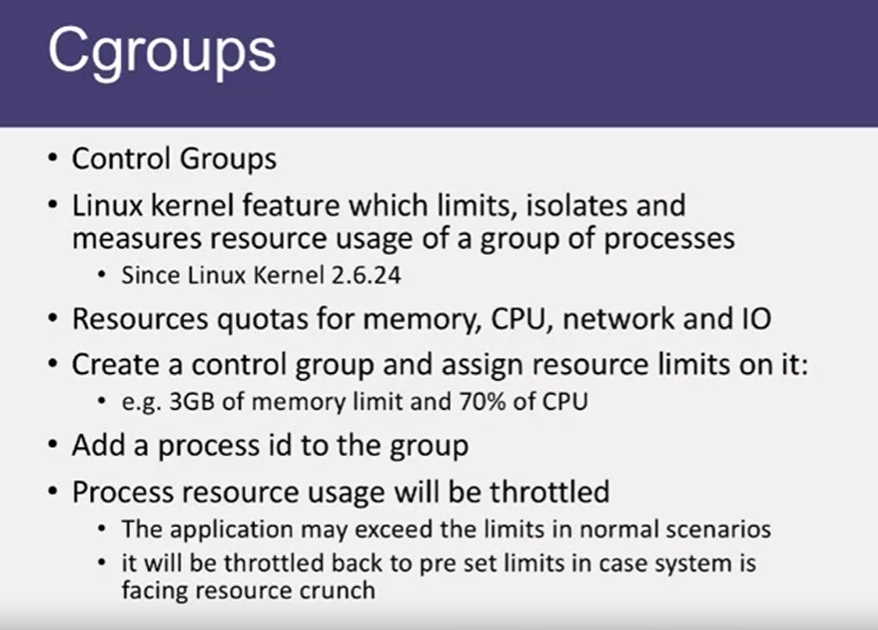 Cgroups
• Control Groups
• Linux kernel feature which limits, isolates and
measures resource usage of a group of processes
• Since Linux Kernel 2.6.24
• Resources quotas for memory, CPU, network and IO
• Create a control group and assign resource limits on it:
• e.g. 3GB of memory limit and 70% of CPU
• Add a process id to the group
• Process resource usage will be throttled
• The application may exceed the limits in normal scenarios
• it will be throttled back to pre set limits in case system is
facing resource crunch